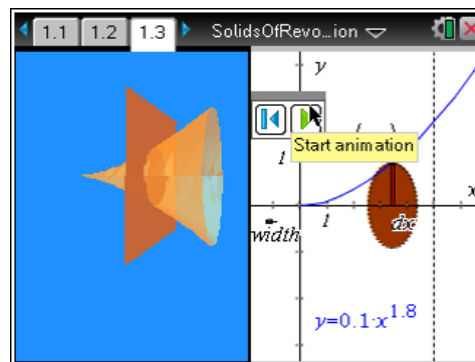 1.1 1.2 1.3 SolidsOfRevo...ion
y
Start animation
1
x
width 1 dx
y=0.1·x^1.8